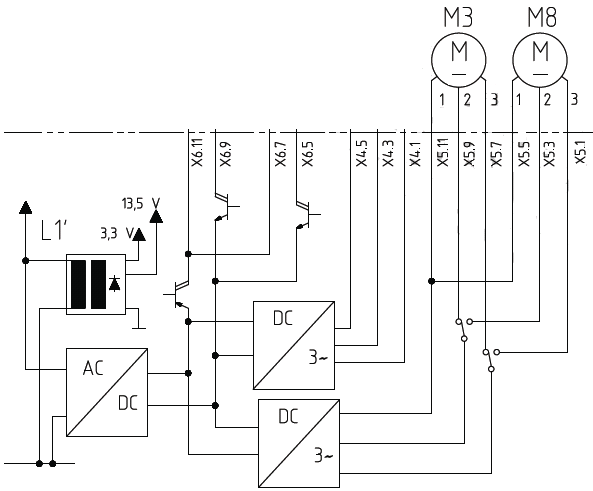 M3 M8
M M
1 2 3 1 2 3
X6.11 X6.9 X6.7 X6.5 X4.5 X4.3 X4.1 X5.11 X5.9 X5.7 X5.5 X5.3 X5.1
13,5 V
L1' 3,3 V
DC
3~
AC
DC
DC
3~